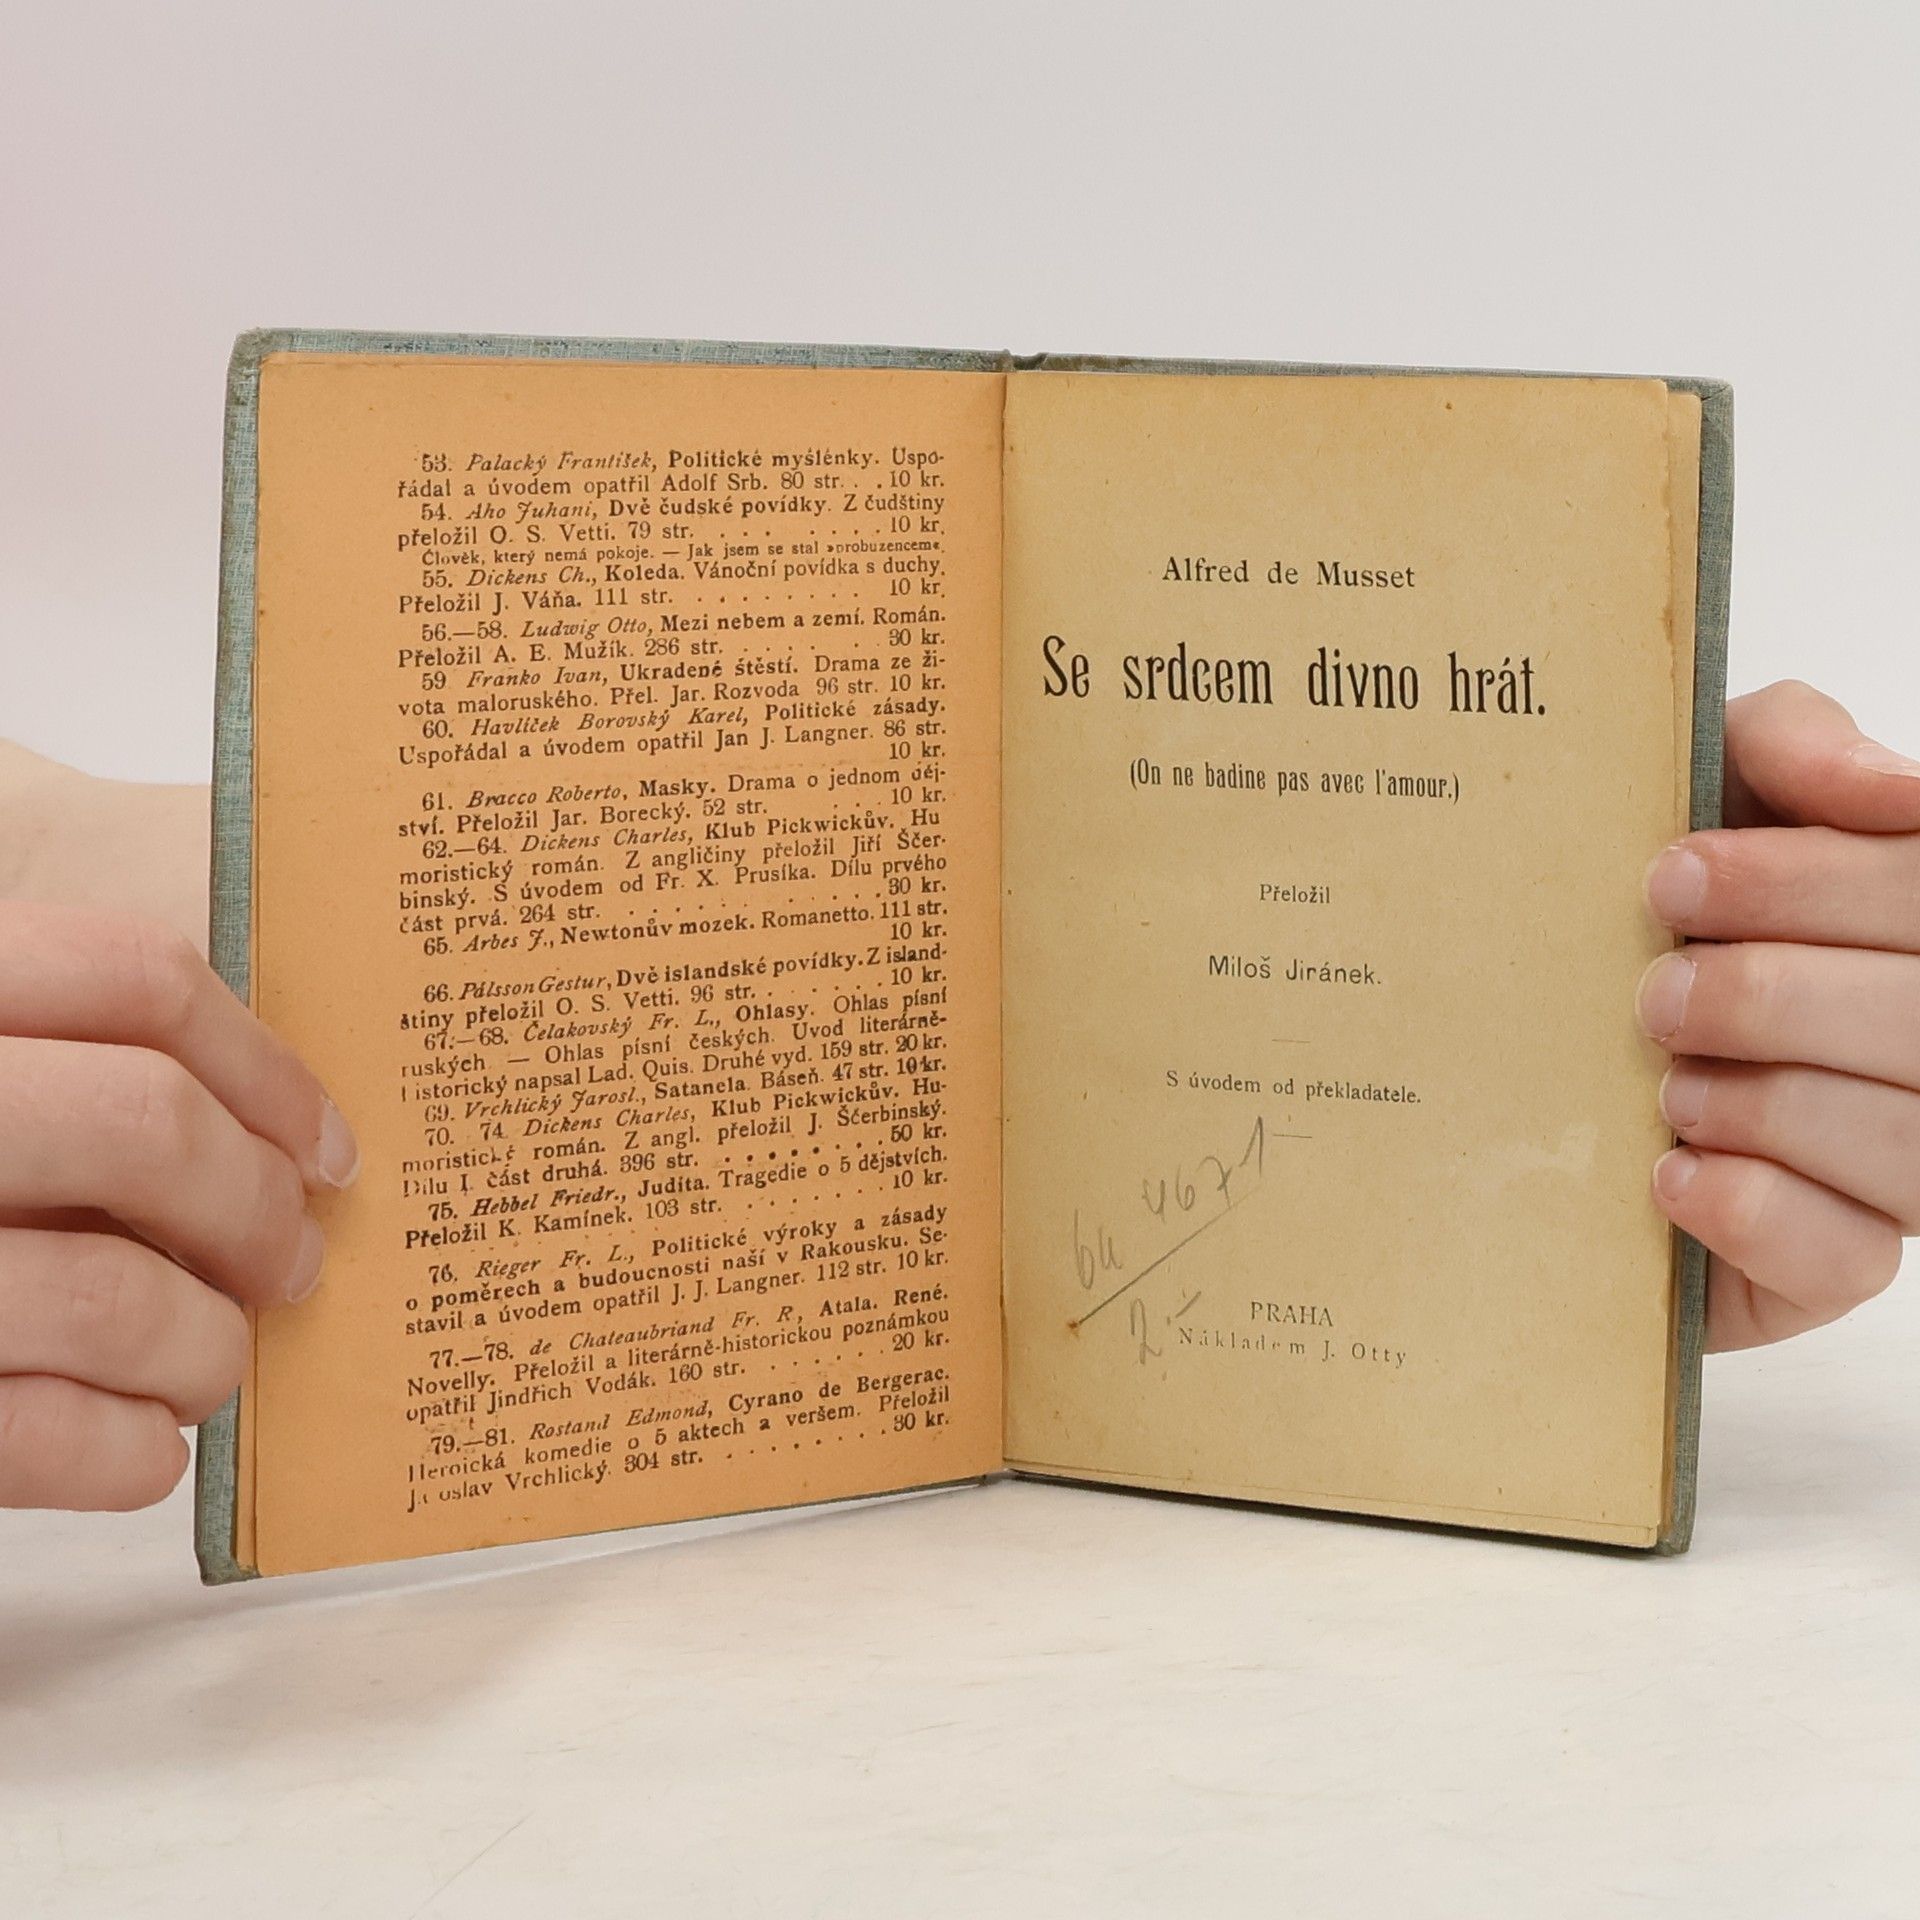 53. Palacký František, Politické myšlénky. Uspo-
řádal a úvodem opatřil Adolf Srb. 80 str. . . 10 kr.
54. Aho Juhani, Dvě čudské povídky. Z čudštiny
přeložil O. S. Vetti. 79 str. . . . . . . . 10 kr.
Člověk, který nemá pokoje. — Jak jsem se stal »probuzencem«.
55. Dickens Ch., Koleda. Vánoční povídka s duchy.
Přeložil J. Váňa. 111 str. . . . . . . . . 10 kr.
56.—58. Ludwig Otto, Mezi nebem a zemí. Román.
Přeložil A. E. Mužík. 286 str. . . . . . . 30 kr.
59 Franko Ivan, Ukradené štěstí. Drama ze ži-
vota maloruského. Přel. Jar. Rozvoda 96 str. 10 kr.
60. Havlíček Borovský Karel, Politické zásady.
Uspořádal a úvodem opatřil Jan J. Langner. 86 str.
10 kr.
61. Bracco Roberto, Masky. Drama o jednom děj-
ství. Přeložil Jar. Borecký. 52 str. . . . 10 kr.
62.—64. Dickens Charles, Klub Pickwickův. Hu
moristický román. Z angličiny přeložil Jiří Ščer-
binský. S úvodem od Fr. X. Prusíka. Dílu prvého
část prvá. 264 str. . . . . . . . . . . 30 kr.
65. Arbes J., Newtonův mozek. Romanetto. 111 str.
10 kr.
66. Pálsson Gestur, Dvě islandské povídky. Z island-
štiny přeložil O. S. Vetti. 96 str. . . . . . . 10 kr.
67.—68. Čelakovský Fr. L., Ohlasy. Ohlas písní
ruských — Ohlas písní českých. Úvod literárně-
historický napsal Lad. Quis. Druhé vyd. 159 str. 20 kr.
69. Vrchlický Jarosl., Satanela. Báseň. 47 str. 10 kr.
70. 74. Dickens Charles, Klub Pickwickův. Hu-
moristický román. Z angl. přeložil J. Ščerbinský.
Dílu I. část druhá. 396 str. . . . . . . . . 50 kr.
75. Hebbel Friedr., Judita. Tragedie o 5 dějstvích.
Přeložil K. Kamínek. 103 str. . . . . . . . 10 kr.
76. Rieger Fr. L., Politické výroky a zásady
o poměrech a budoucnosti naší v Rakousku. Se-
stavil a úvodem opatřil J. J. Langner. 112 str. 10 kr.
77.—78. de Chateaubriand Fr. R., Atala. René.
Novelly. Přeložil a literárně-historickou poznámkou
opatřil Jindřich Vodák. 160 str. . . . . . . 20 kr.
79.—81. Rostand Edmond, Cyrano de Bergerac.
Heroická komedie o 5 aktech a veršem. Přeložil
Jaroslav Vrchlický. 304 str. . . . . . . . . 30 kr.
Alfred de Musset
Se srdcem divno hrát.
(On ne badine pas avec l'amour.)
Přeložil
Miloš Jiránek.
S úvodem od překladatele.
PRAHA
Nákladem J. Otty